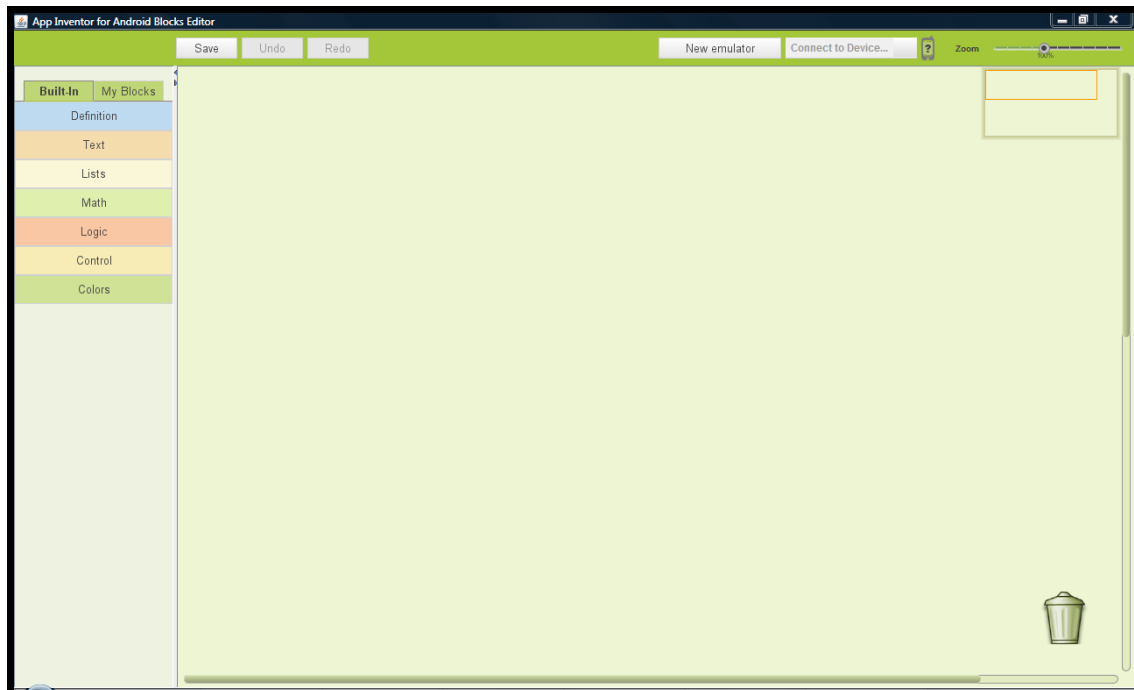 App Inventor for Android Blocks Editor
Save Undo Redo New emulator Connect to Device... ? Zoom
100%
Built-In My Blocks
Definition
Text
Lists
Math
Logic
Control
Colors